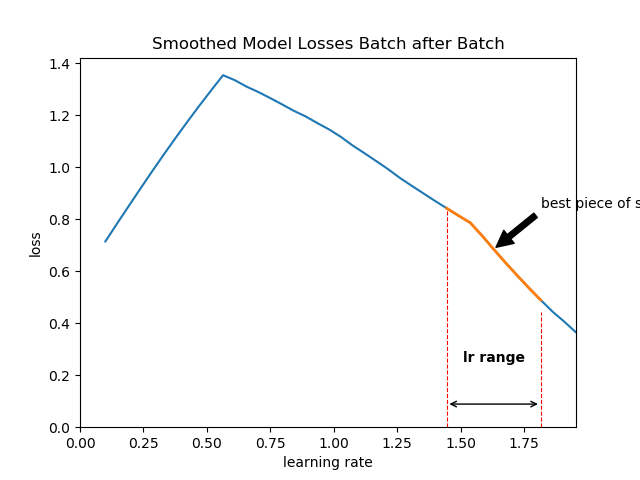 Smoothed Model Losses Batch after Batch
1.4
1.2
1.0
0.8
0.6
0.4
0.2
0.0
loss
best piece of s
lr range
0.00 0.25 0.50 0.75 1.00 1.25 1.50 1.75
learning rate